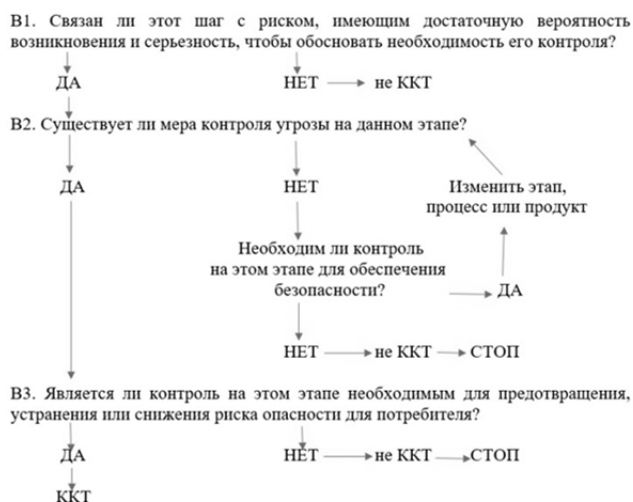 В1. Связан ли этот шаг с риском, имеющим достаточную вероятность
возникновения и серьезность, чтобы обосновать необходимость его контроля?
ДА
НЕТ
не ККТ
В2. Существует ли мера контроля угрозы на данном этапе?
ДА
НЕТ
Изменить этап,
процесс или продукт
Необходим ли контроль
на этом этапе для обеспечения
безопасности?
ДА
НЕТ
не ККТ
СТОП
В3. Является ли контроль на этом этапе необходимым для предотвращения,
устранения или снижения риска опасности для потребителя?
ДА
НЕТ
не ККТ
СТОП
ККТ